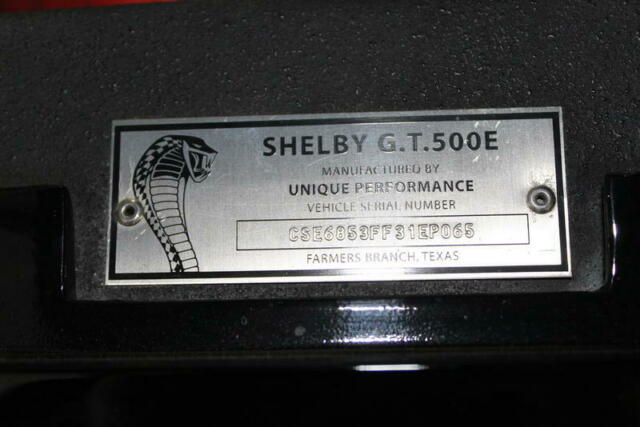 SHELBY G.T.500E
MANUFACTURED BY
UNIQUE PERFORMANCE
VEHICLE SERIAL NUMBER
CSE6853FF31EP065
FARMERS BRANCH, TEXAS